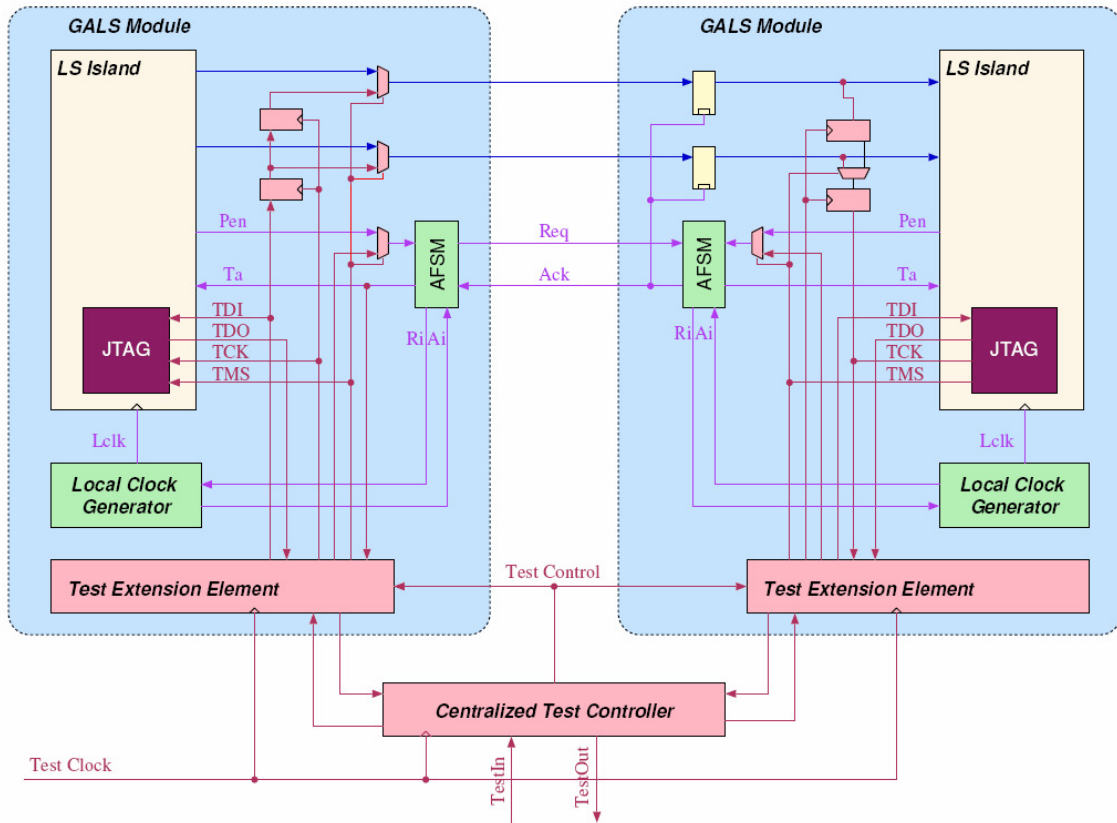 GALS Module
GALS Module
LS Island
LS Island
Pen
Req
Pen
AFSM
AFSM
Ta
Ack
Ta
TDI
TDI
TDO
TDO
JTAG
JTAG
Ri Ai
Ri Ai
TCK
TCK
TMS
TMS
Lclk
Lclk
Local Clock
Generator
Local Clock
Generator
Test Control
Test Extension Element
Test Extension Element
Centralized Test Controller
Test Clock
TestIn
TestOut